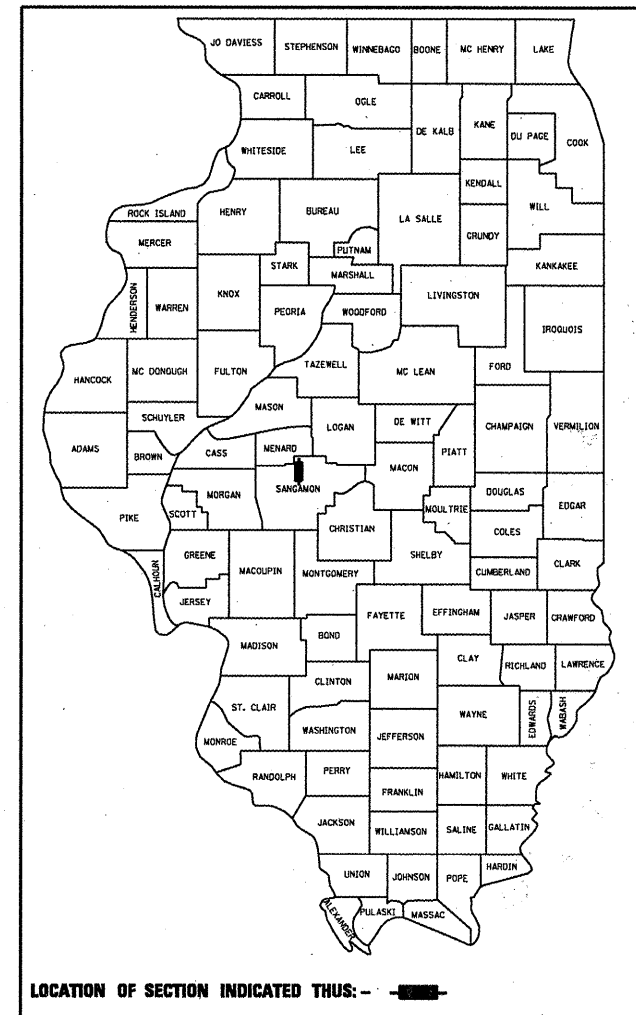 JO DAVIESS STEPHENSON WINNEBAGO BOONE MC HENRY LAKE
CARROLL OGLE DE KALB KANE DU PAGE COOK
WHITESIDE LEE
KENDALL WILL
ROCK ISLAND HENRY BUREAU LA SALLE
MERCER PUTNAM GRUNDY
STARK MARSHALL KANKAKEE
HENDERSON WARREN KNOX PEORIA WOODFORD LIVINGSTON IROQUOIS
HANCOCK MC DONOUGH FULTON TAZEWELL MC LEAN FORD
SCHUYLER MASON LOGAN DE WITT CHAMPAIGN VERMILION
ADAMS BROWN CASS MENARD MACON PIATT
SANGAMON
PIKE SCOTT MORGAN CHRISTIAN MOULTRIE DOUGLAS EDGAR
COLES
GREENE MACOUPIN MONTGOMERY SHELBY CUMBERLAND CLARK
CALHOUN JERSEY
FAYETTE EFFINGHAM JASPER CRAWFORD
MADISON BOND
CLAY RICHLAND LAWRENCE
CLINTON MARION
ST. CLAIR WAYNE EDWARDS WABASH
WASHINGTON JEFFERSON
MONROE
RANDOLPH PERRY HAMILTON WHITE
FRANKLIN
JACKSON WILLIAMSON SALINE GALLATIN
UNION JOHNSON POPE HARDIN
ALEXANDER PULASKI MASSAC
LOCATION OF SECTION INDICATED THUS: -